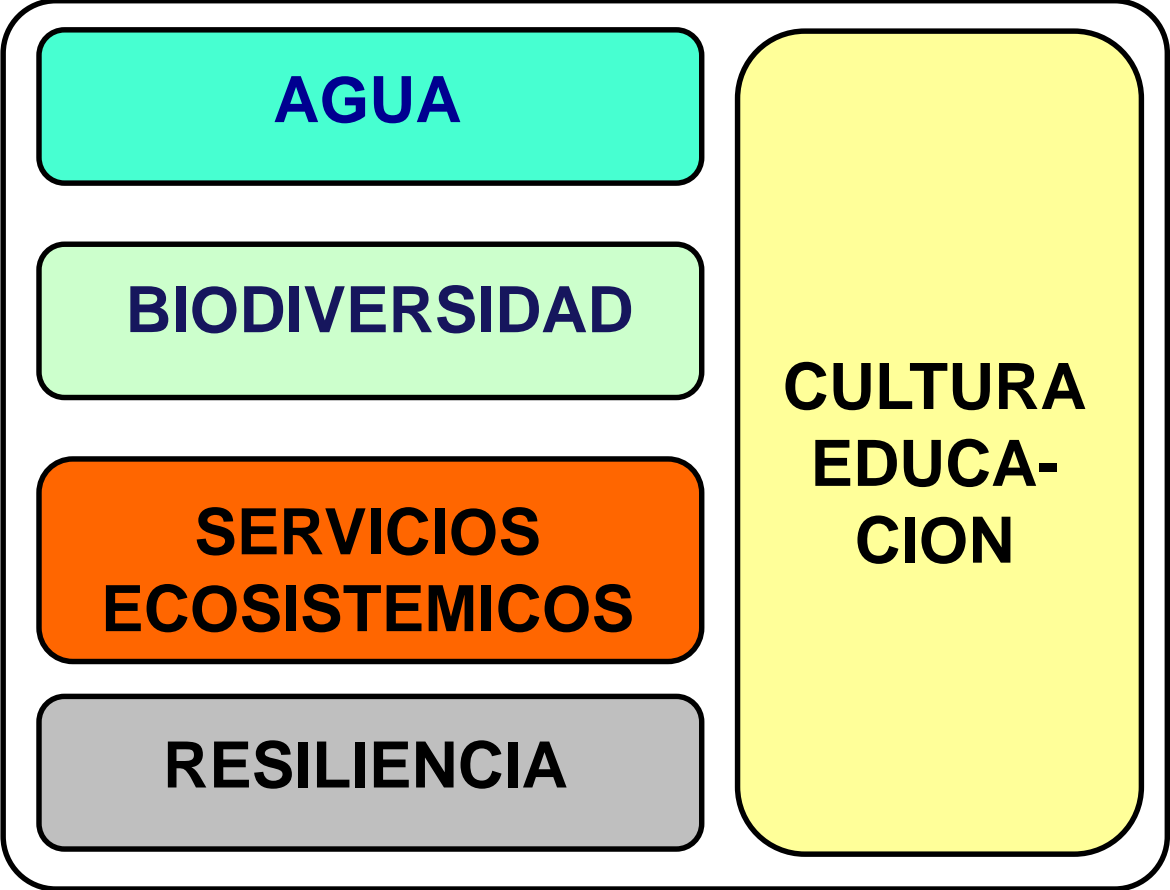 AGUA
BIODIVERSIDAD
SERVICIOS
ECOSISTEMICOS
RESILIENCIA
CULTURA
EDUCA-
CION